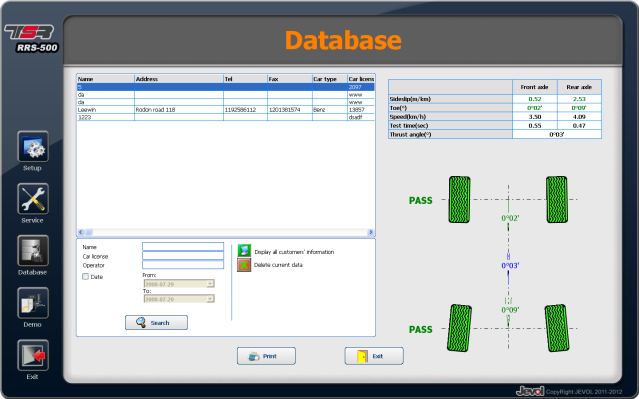 TSR
RRS-500
Database
Name Address Tel Fax Car type Car licens
5 2097
da www
da www
Leewin Rodon road 118 1192586112 1201381574 Benz 13857
1223 dsadf
Front axle Rear axle
Sideslip(m/km) 0.52 2.53
Toe(°) 0°02' 0°09'
Speed(km/h) 3.50 4.09
Test time(sec) 0.55 0.47
Thrust angle(°) 0°03'
Setup
Service
Database
Demo
Exit
PASS
0°02'
0°03'
0°09'
PASS
Name
Car license
Operator
Date
From:
2008-07-29
To:
2008-07-29
Search
Display all customers' information
Delete current data
Print
Exit
Jevol CopyRight JEVOL 2011-2012